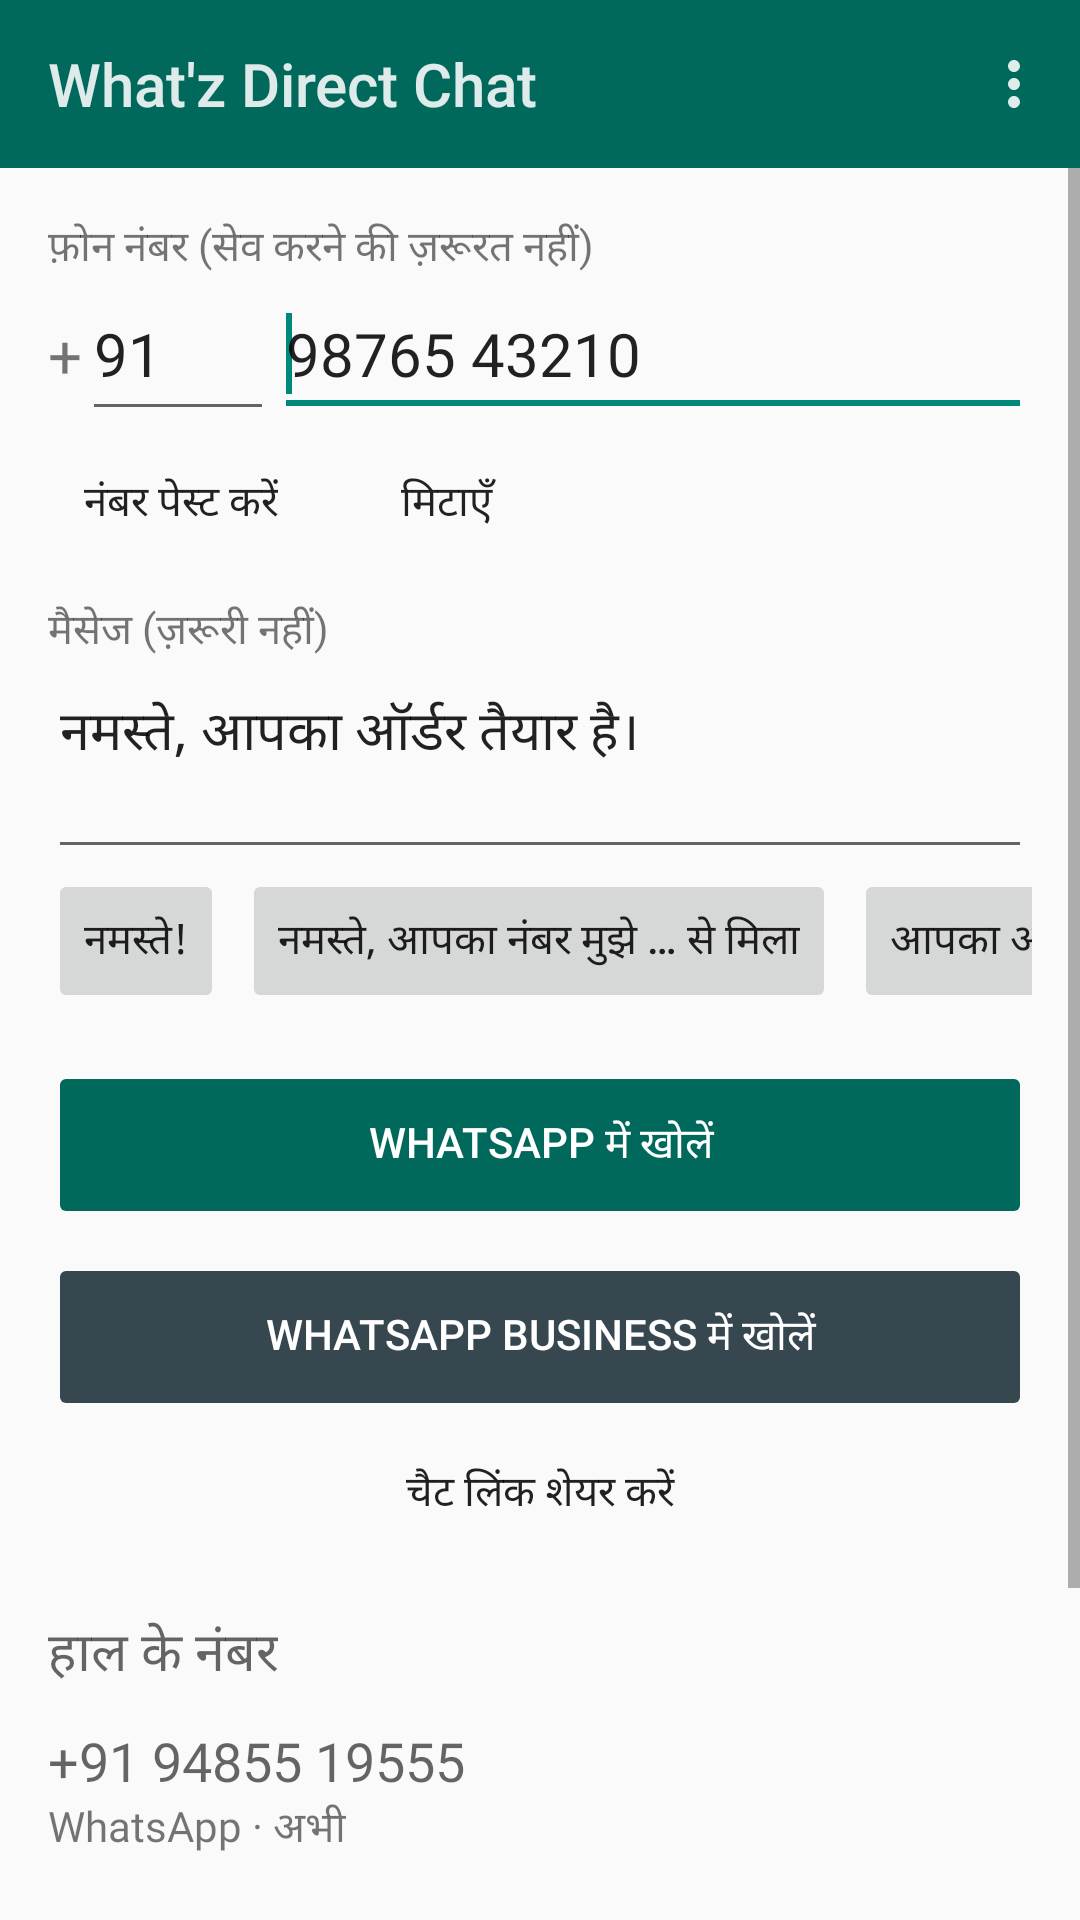 What'z Direct Chat
फ़ोन नंबर (सेव करने की ज़रूरत नहीं)
+ 91 98765 43210
नंबर पेस्ट करें मिटाएँ
मैसेज (ज़रूरी नहीं)
नमस्ते, आपका ऑर्डर तैयार है।
नमस्ते! नमस्ते, आपका नंबर मुझे … से मिला आपका
WHATSAPP में खोलें
WHATSAPP BUSINESS में खोलें
चैट लिंक शेयर करें
हाल के नंबर
+91 94855 19555
WhatsApp · अभी